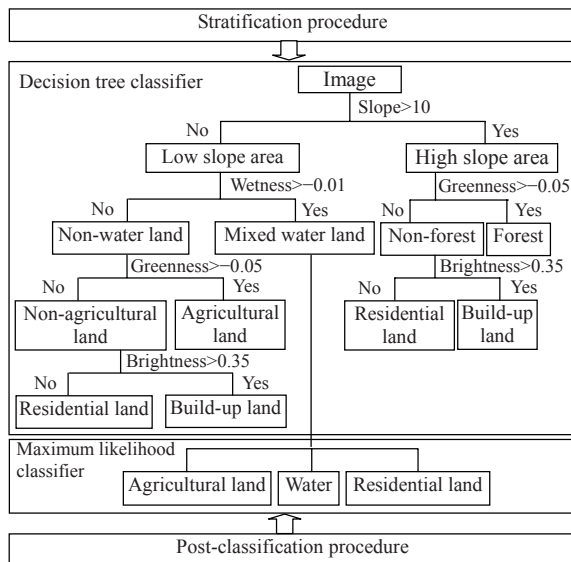 Stratification procedure
Decision tree classifier
Image
Slope>10
No
Yes
Low slope area
High slope area
Wetness>−0.01
Greenness>−0.05
No
Yes
No
Yes
Non-water land
Mixed water land
Non-forest
Forest
Greenness>−0.05
Brightness>0.35
No
Yes
No
Yes
Non-agricultural
land
Agricultural
land
Residential
land
Build-up
land
Brightness>0.35
No
Yes
Residential land
Build-up land
Maximum likelihood
classifier
Agricultural land
Water
Residential land
Post-classification procedure